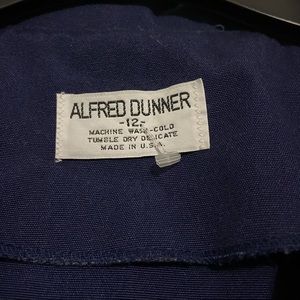 ALFRED DUNNER
-12-
MACHINE WASH-COLD
TUMBLE DRY DELICATE
MADE IN U.S.A.